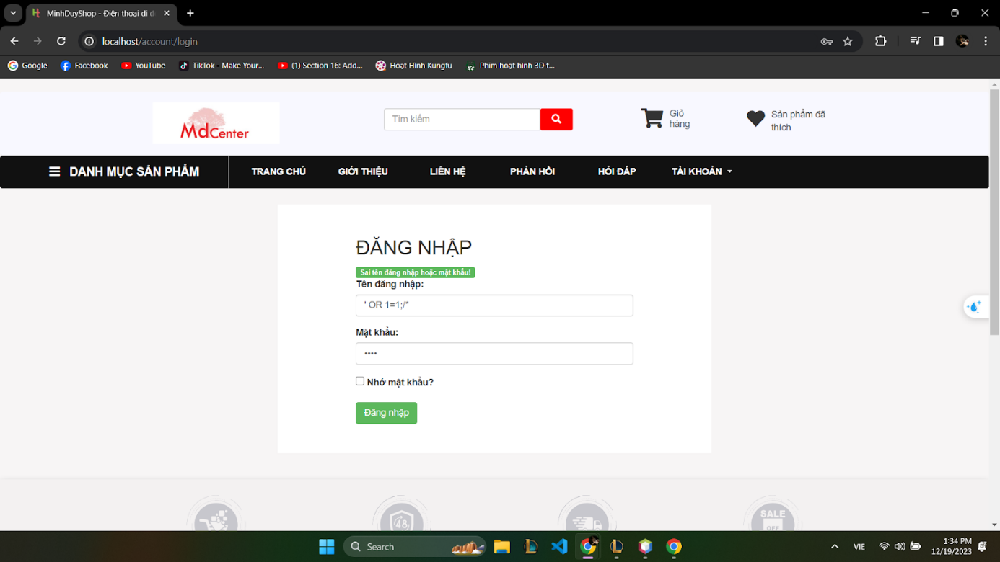 MinhDuyShop - Điện thoại di đ
localhost/account/login
Google
Facebook
YouTube
TikTok - Make Your...
(1) Section 16: Add...
Hoạt Hình Kungfu
Phim hoạt hình 3D t...
MdCenter
Tìm kiếm
Giỏ
hàng
Sản phẩm đã
thích
DANH MỤC SẢN PHẨM
TRANG CHỦ
GIỚI THIỆU
LIÊN HỆ
PHẢN HỒI
HỎI ĐÁP
TÀI KHOẢN
ĐĂNG NHẬP
Sai tên đăng nhập hoặc mật khẩu!
Tên đăng nhập:
' OR 1=1;/*
Mật khẩu:
••••
Nhớ mật khẩu?
Đăng nhập
48
SALE
OFF
Search
VIE
1:34 PM
12/19/2023